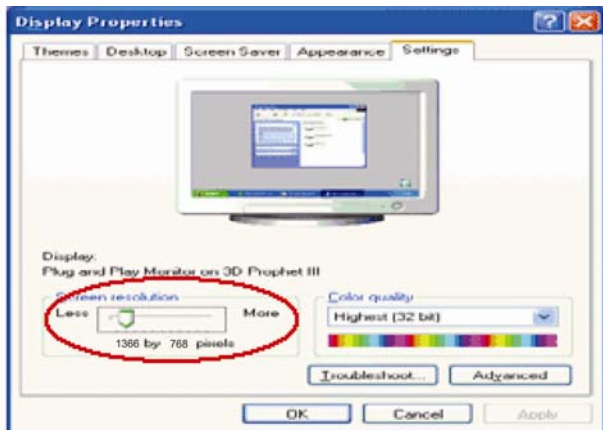 Display Properties
Themes Desktop Screen Saver Appearance Settings
Display:
Plug and Play Monitor on 3D Prophet III
Screen resolution
Less More
1366 by 768 pixels
Color quality
Highest (32 bit)
Troubleshoot... Advanced
OK Cancel Apply